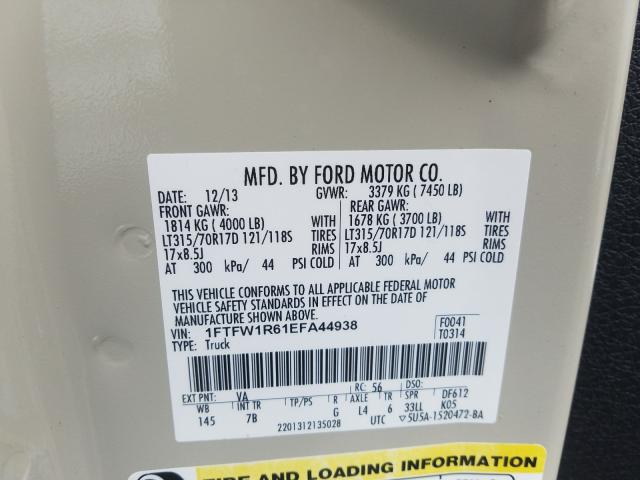 MFD. BY FORD MOTOR CO.
DATE: 12/13 GVWR: 3379 KG ( 7450 LB)
FRONT GAWR: REAR GAWR:
1814 KG ( 4000 LB) WITH 1678 KG ( 3700 LB) WITH
LT315/70R17D 121/118S TIRES LT315/70R17D 121/118S TIRES
17x8.5J RIMS 17x8.5J RIMS
AT 300 kPa/ 44 PSI COLD AT 300 kPa/ 44 PSI COLD
THIS VEHICLE CONFORMS TO ALL APPLICABLE FEDERAL MOTOR
VEHICLE SAFETY STANDARDS IN EFFECT ON THE DATE OF
MANUFACTURE SHOWN ABOVE.
VIN: 1FTFW1R61EFA44938 F0041
TYPE: Truck T0314
EXT PNT: VA RC: 56 DSO:
WB INT TR TP/PS R AXLE TR SPR DF612
145 7B G L4 6 33LL K05
2201312135028 UTC ▽5U5A-1520472-BA
TIRE AND LOADING INFORMATION